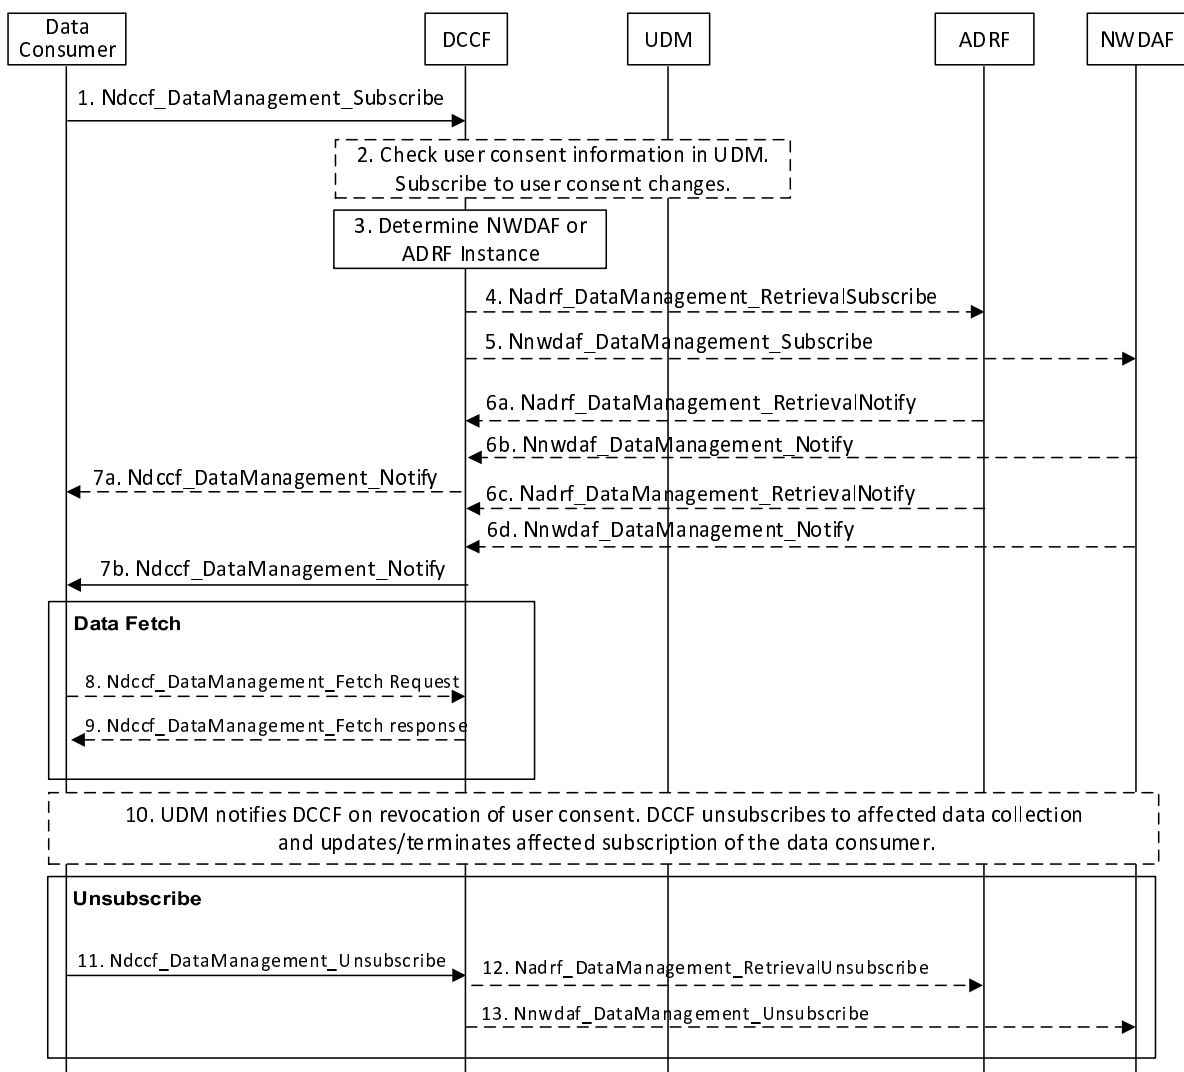 Data
Consumer
DCCF
UDM
ADRF
NWDAF
1. Ndccf_DataManagement_Subscribe
2. Check user consent information in UDM.
Subscribe to user consent changes.
3. Determine NWDAF or
ADRF Instance
4. Nadrf_DataManagement_RetrievalSubscribe
5. Nnwdaf_DataManagement_Subscribe
6a. Nadrf_DataManagement_RetrievalNotify
6b. Nnwdaf_DataManagement_Notify
7a. Ndccf_DataManagement_Notify
6c. Nadrf_DataManagement_RetrievalNotify
6d. Nnwdaf_DataManagement_Notify
7b. Ndccf_DataManagement_Notify
Data Fetch
8. Ndccf_DataManagement_Fetch Request
9. Ndccf_DataManagement_Fetch response
10. UDM notifies DCCF on revocation of user consent. DCCF unsubscribes to affected data collection
and updates/terminates affected subscription of the data consumer.
Unsubscribe
11. Ndccf_DataManagement_Unsubscribe
12. Nadrf_DataManagement_RetrievalUnsubscribe
13. Nnwdaf_DataManagement_Unsubscribe